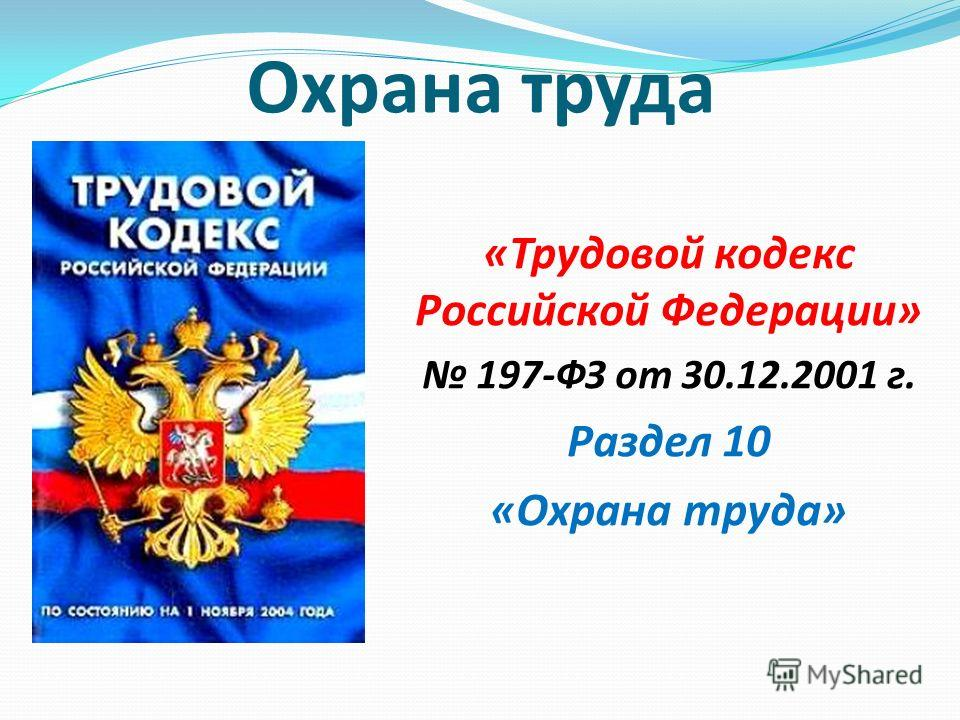 Охрана труда
ТРУДОВОЙ
КОДЕКС
РОССИЙСКОЙ ФЕДЕРАЦИИ
ПО СОСТОЯНИЮ НА 1 НОЯБРЯ 2004 ГОДА
«Трудовой кодекс
Российской Федерации»
№ 197-ФЗ от 30.12.2001 г.
Раздел 10
«Охрана труда»
MyShared